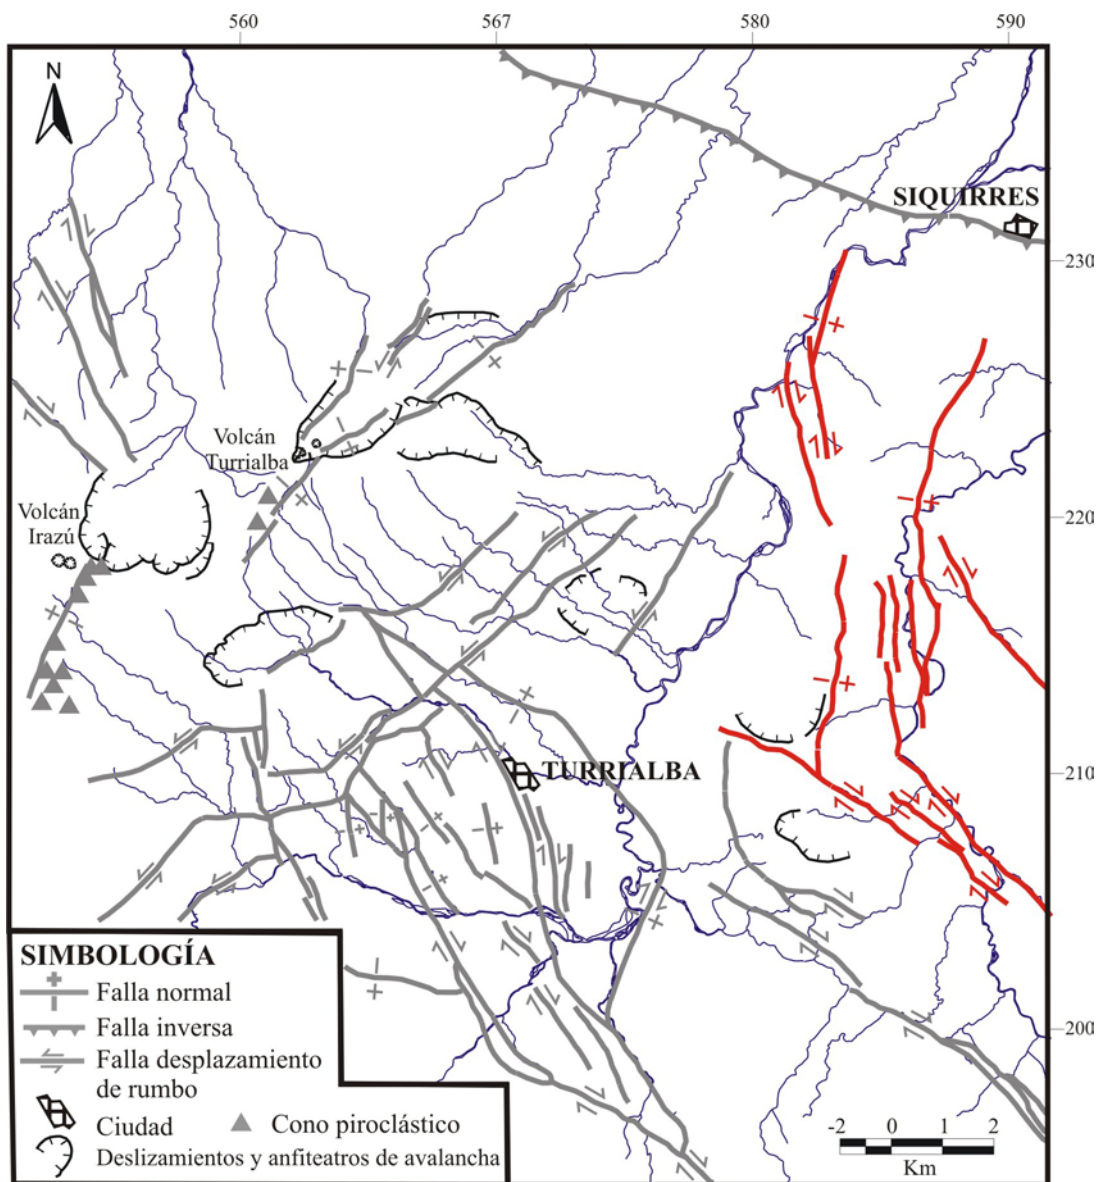 560 567 580 590
N
SIQUIRRES
230
Volcán
Turrialba
Volcán
Irazú
220
TURRIALBA
210
SIMBOLOGÍA
Falla normal
Falla inversa
Falla desplazamiento
de rumbo
Ciudad
Cono piroclástico
Deslizamientos y anfiteatros de avalancha
200
-2 0 1 2
Km